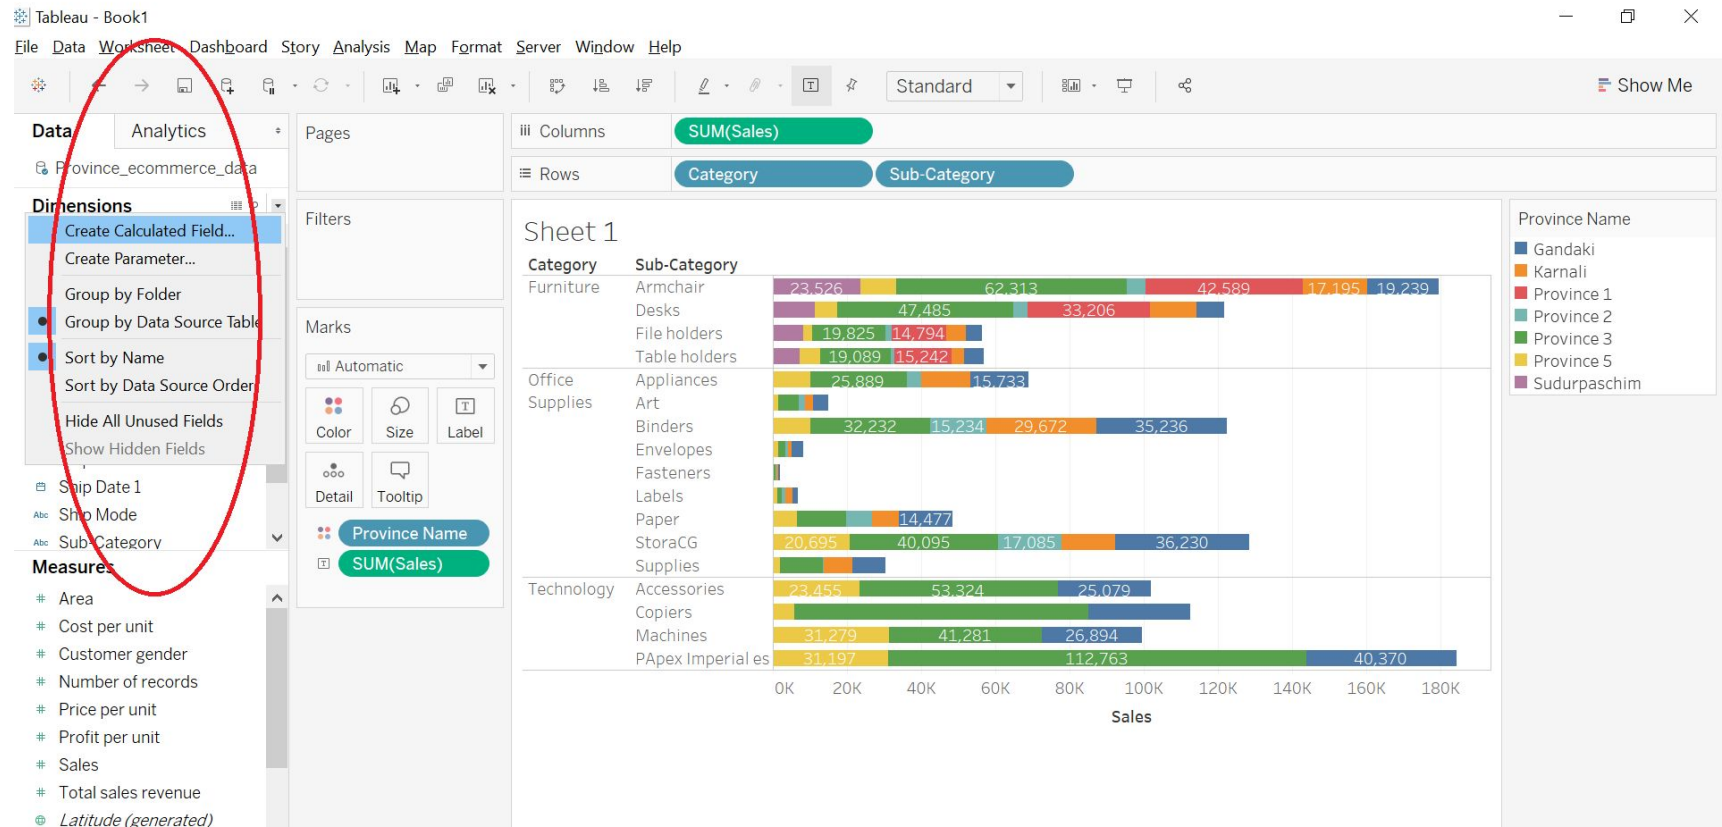 Tableau - Book1
File Data Worksheet Dashboard Story Analysis Map Format Server Window Help
Standard
Show Me
Data Analytics
Province_ecommerce_data
Dimensions
Create Calculated Field...
Create Parameter...
Group by Folder
Group by Data Source Table
Sort by Name
Sort by Data Source Order
Hide All Unused Fields
Show Hidden Fields
Ship Date 1
Abc Ship Mode
Abc Sub-Category
Measures
# Area
# Cost per unit
# Customer gender
# Number of records
# Price per unit
# Profit per unit
# Sales
# Total sales revenue
Latitude (generated)
Pages
Filters
Marks
Automatic
Color Size Label
Detail Tooltip
Province Name
SUM(Sales)
Columns SUM(Sales)
Rows Category Sub-Category
Sheet 1
Category Sub-Category
Furniture Armchair 23,526 62,313 42,589 17,195 19,239
Desks 47,485 33,206
File holders 19,825 14,794
Table holders 19,089 15,242
Office Appliances 25,889 15,733
Supplies Art
Binders 32,232 15,234 29,672 35,236
Envelopes
Fasteners
Labels
Paper 14,477
StoraCG 20,695 40,095 17,085 36,230
Supplies
Technology Accessories 23,455 53,324 25,079
Copiers
Machines 31,279 41,281 26,894
PApex Imperial es 31,197 112,763 40,370
0K 20K 40K 60K 80K 100K 120K 140K 160K 180K
Sales
Province Name
Gandaki
Karnali
Province 1
Province 2
Province 3
Province 5
Sudurpaschim